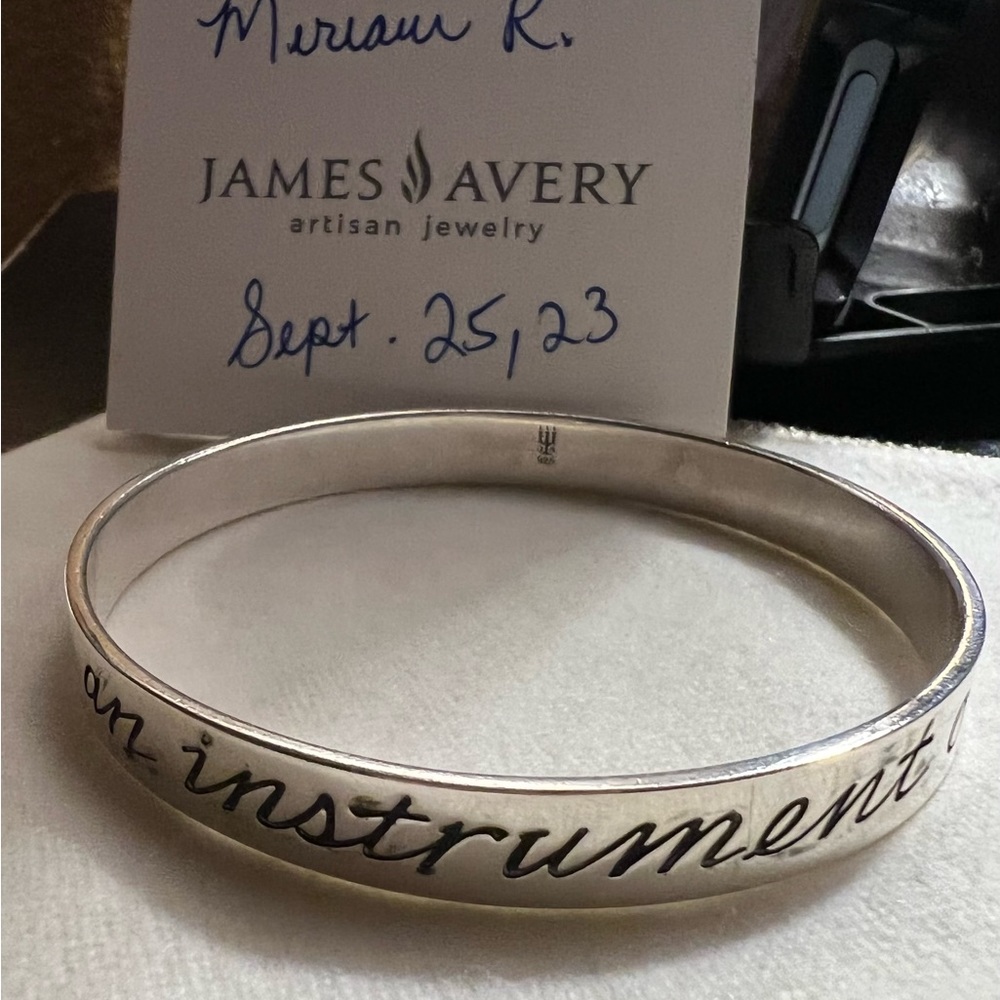 Meriam R.
JAMES AVERY
artisan jewelry
Sept. 25, 23
an instrument